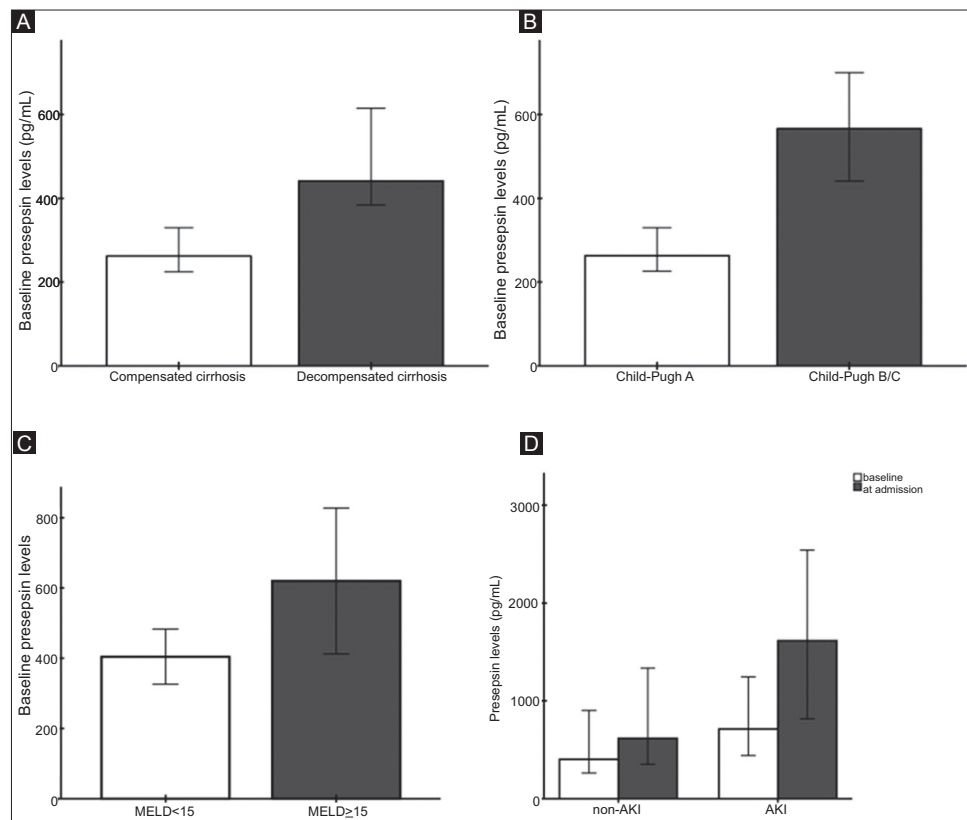 A
Baseline presepsin levels (pg/mL)
600
400
200
0
Compensated cirrhosis
Decompensated cirrhosis
B
Baseline presepsin levels (pg/mL)
600
400
200
0
Child-Pugh A
Child-Pugh B/C
C
Baseline presepsin levels
800
600
400
200
0
MELD<15
MELD≥15
D
baseline
at admission
Presepsin levels (pg/mL)
3000
2000
1000
0
non-AKI
AKI